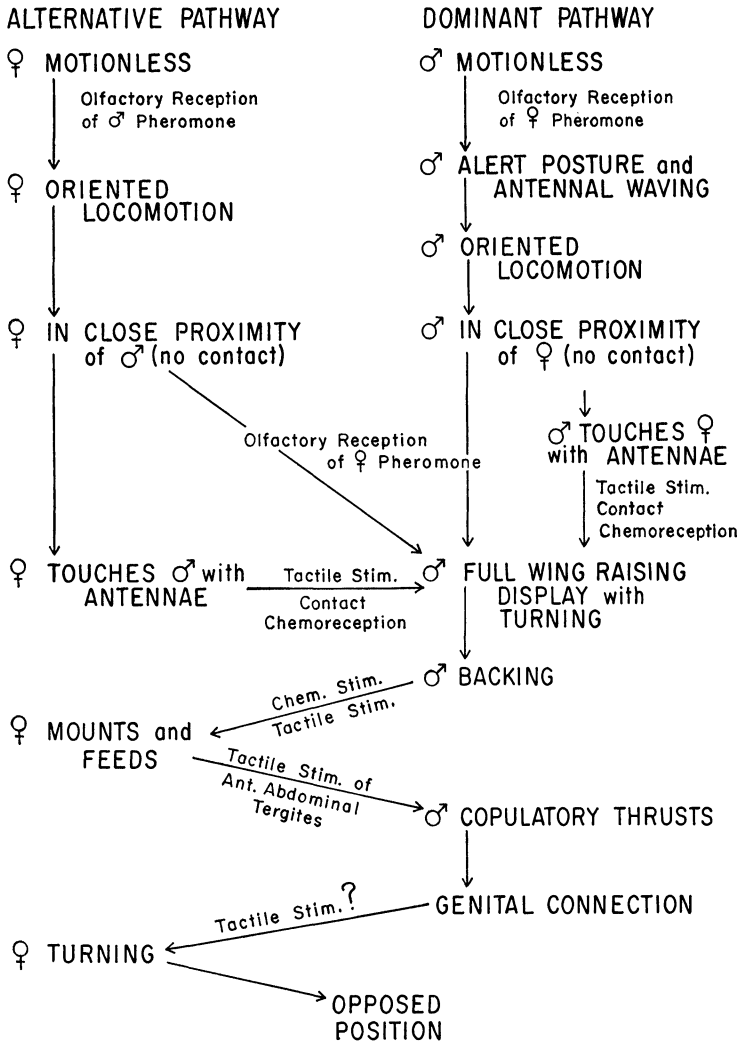 ALTERNATIVE PATHWAY
DOMINANT PATHWAY
♀ MOTIONLESS
♂ MOTIONLESS
Olfactory Reception
of ♂ Pheromone
Olfactory Reception
of ♀ Pheromone
♂ ALERT POSTURE and
ANTENNAL WAVING
♀ ORIENTED
LOCOMOTION
♂ ORIENTED
LOCOMOTION
♀ IN CLOSE PROXIMITY
of ♂ (no contact)
♂ IN CLOSE PROXIMITY
of ♀ (no contact)
Olfactory Reception
of ♀ Pheromone
♂ TOUCHES ♀
with ANTENNAE
Tactile Stim.
Contact
Chemoreception
♀ TOUCHES ♂ with
ANTENNAE
Tactile Stim.
Contact
Chemoreception
♂ FULL WING RAISING
DISPLAY with
TURNING
♂ BACKING
Chem. Stim.
Tactile Stim.
♀ MOUNTS and
FEEDS
Tactile Stim. of
Ant. Abdominal
Tergites
♂ COPULATORY THRUSTS
GENITAL CONNECTION
Tactile Stim.?
♀ TURNING
OPPOSED
POSITION